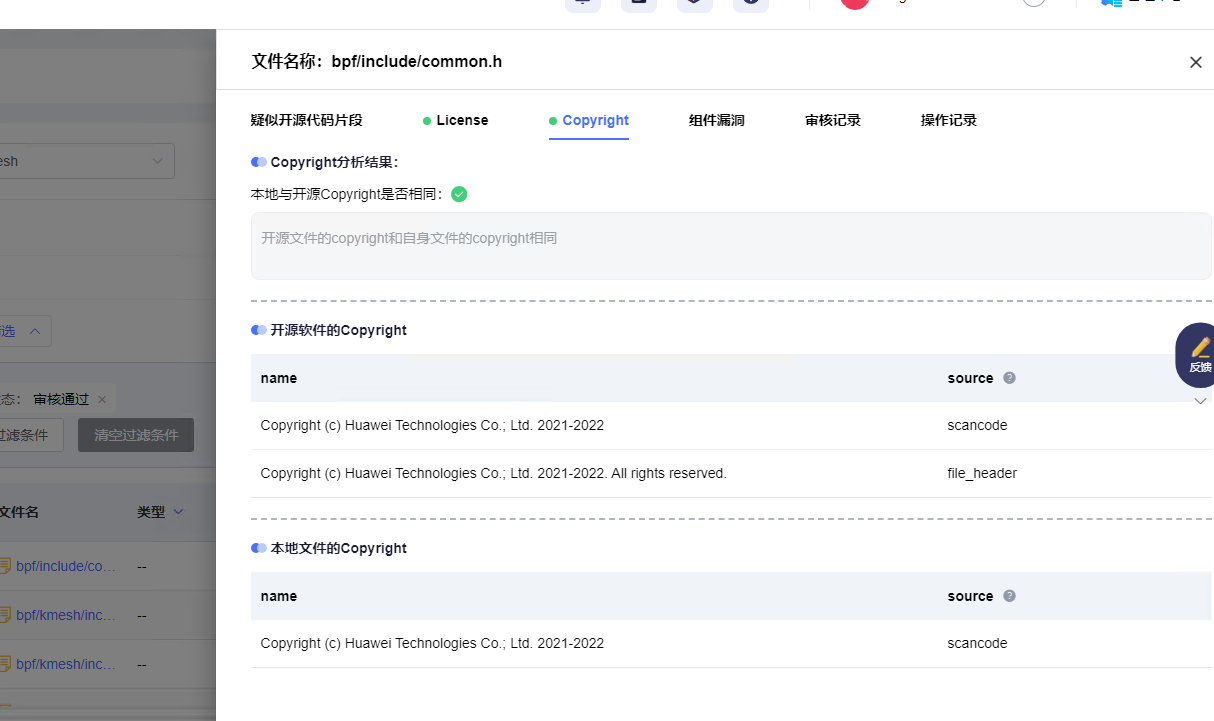 文件名称：bpf/include/common.h
疑似开源代码片段
License
Copyright
组件漏洞
审核记录
操作记录
Copyright分析结果：
本地与开源Copyright是否相同：
开源文件的copyright和自身文件的copyright相同
开源软件的Copyright
name source
Copyright (c) Huawei Technologies Co.; Ltd. 2021-2022 scancode
Copyright (c) Huawei Technologies Co.; Ltd. 2021-2022. All rights reserved. file_header
本地文件的Copyright
name source
Copyright (c) Huawei Technologies Co.; Ltd. 2021-2022 scancode
反馈
esh
选
态： 审核通过
过滤条件 清空过滤条件
文件名 类型
bpf/include/co... --
bpf/kmesh/inc... --
bpf/kmesh/inc... --